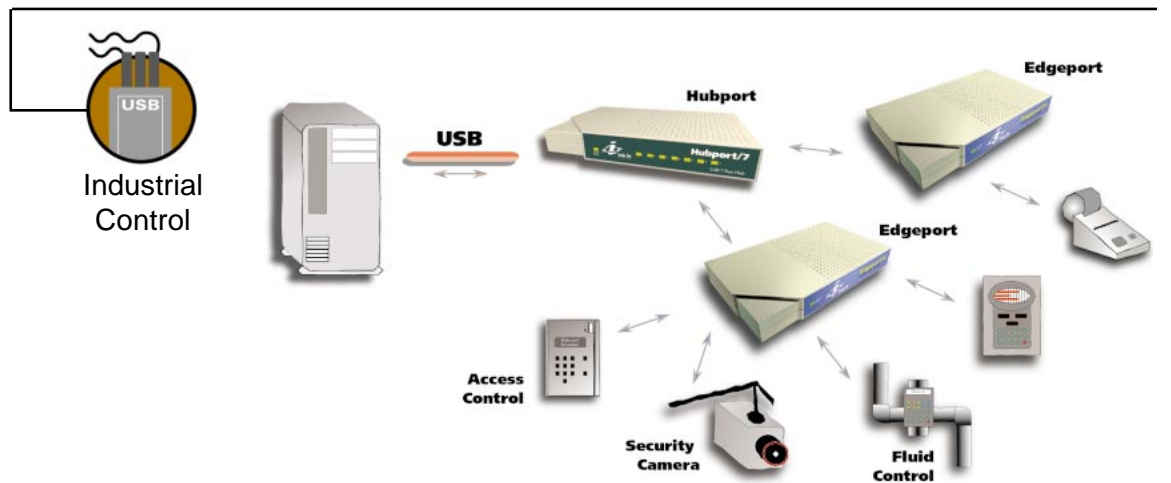 USB
Industrial
Control
USB
Hubport
Hubport/7
Edgeport
Edgeport
Access
Control
Security
Camera
Fluid
Control